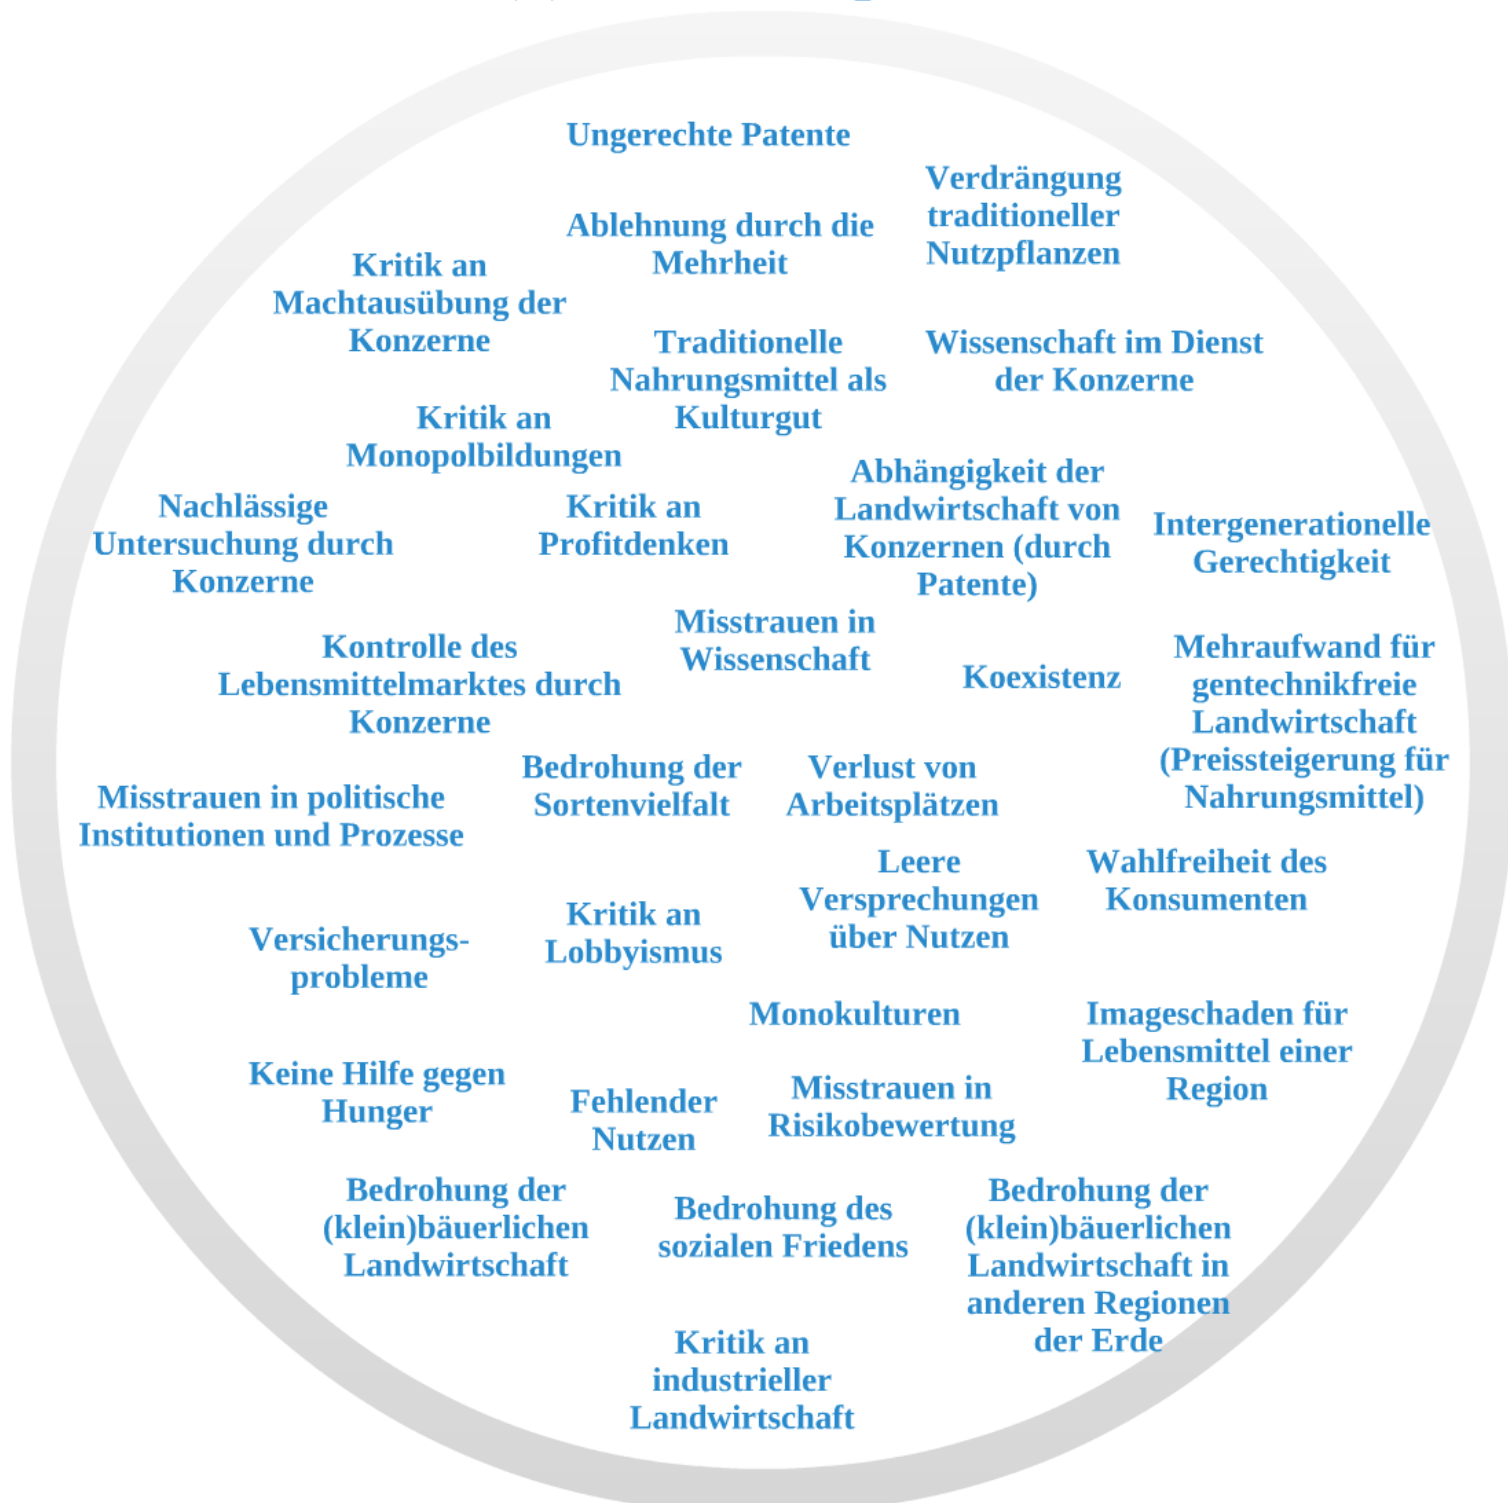 Ungerechte Patente
Verdrängung
traditioneller
Nutzpflanzen
Ablehnung durch die
Mehrheit
Kritik an
Machtausübung der
Konzerne
Traditionelle
Nahrungsmittel als
Kulturgut
Wissenschaft im Dienst
der Konzerne
Kritik an
Monopolbildungen
Abhängigkeit der
Landwirtschaft von
Konzernen (durch
Patente)
Nachlässige
Untersuchung durch
Konzerne
Kritik an
Profitdenken
Intergenerationelle
Gerechtigkeit
Misstrauen in
Wissenschaft
Kontrolle des
Lebensmittelmarktes durch
Konzerne
Koexistenz
Mehraufwand für
gentechnikfreie
Landwirtschaft
(Preissteigerung für
Nahrungsmittel)
Bedrohung der
Sortenvielfalt
Verlust von
Arbeitsplätzen
Misstrauen in politische
Institutionen und Prozesse
Leere
Versprechungen
über Nutzen
Wahlfreiheit des
Konsumenten
Kritik an
Lobbyismus
Versicherungs-
probleme
Monokulturen
Imageschaden für
Lebensmittel einer
Region
Keine Hilfe gegen
Hunger
Fehlender
Nutzen
Misstrauen in
Risikobewertung
Bedrohung der
(klein)bäuerlichen
Landwirtschaft
Bedrohung des
sozialen Friedens
Bedrohung der
(klein)bäuerlichen
Landwirtschaft in
anderen Regionen
der Erde
Kritik an
industrieller
Landwirtschaft